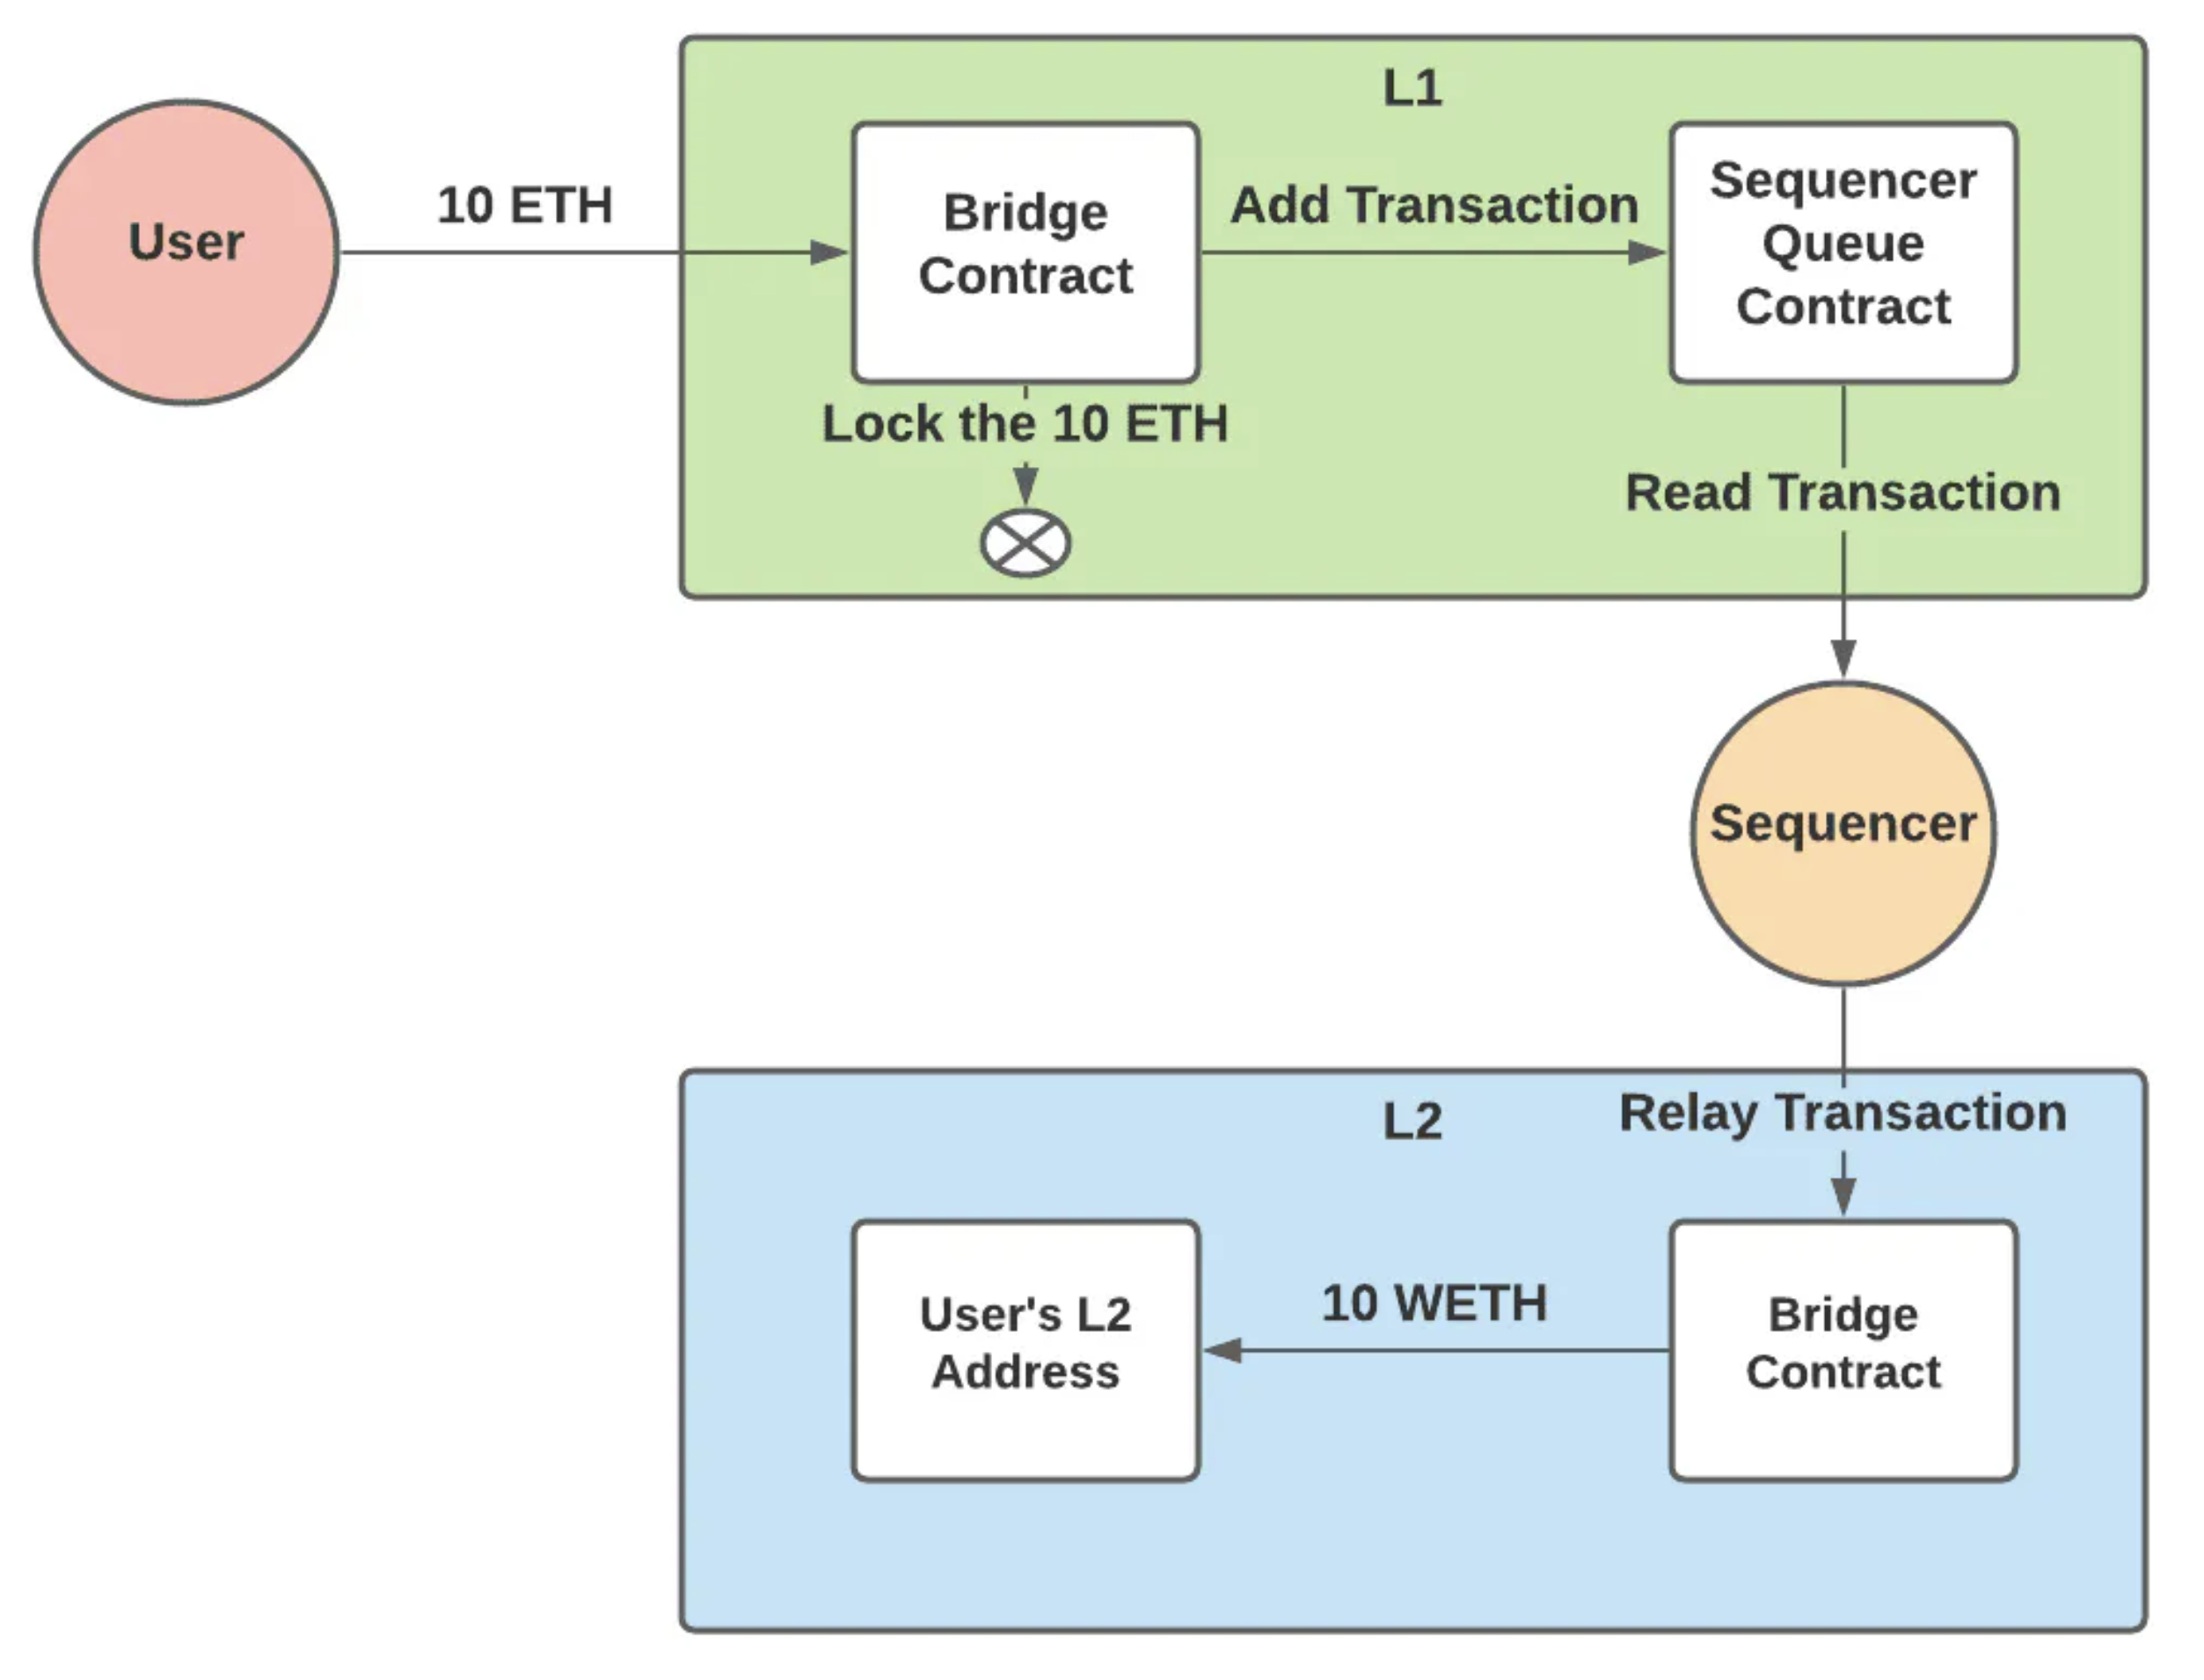 L1
User
10 ETH
Bridge
Contract
Add Transaction
Sequencer
Queue
Contract
Lock the 10 ETH
Read Transaction
Sequencer
L2
Relay Transaction
User's L2
Address
10 WETH
Bridge
Contract